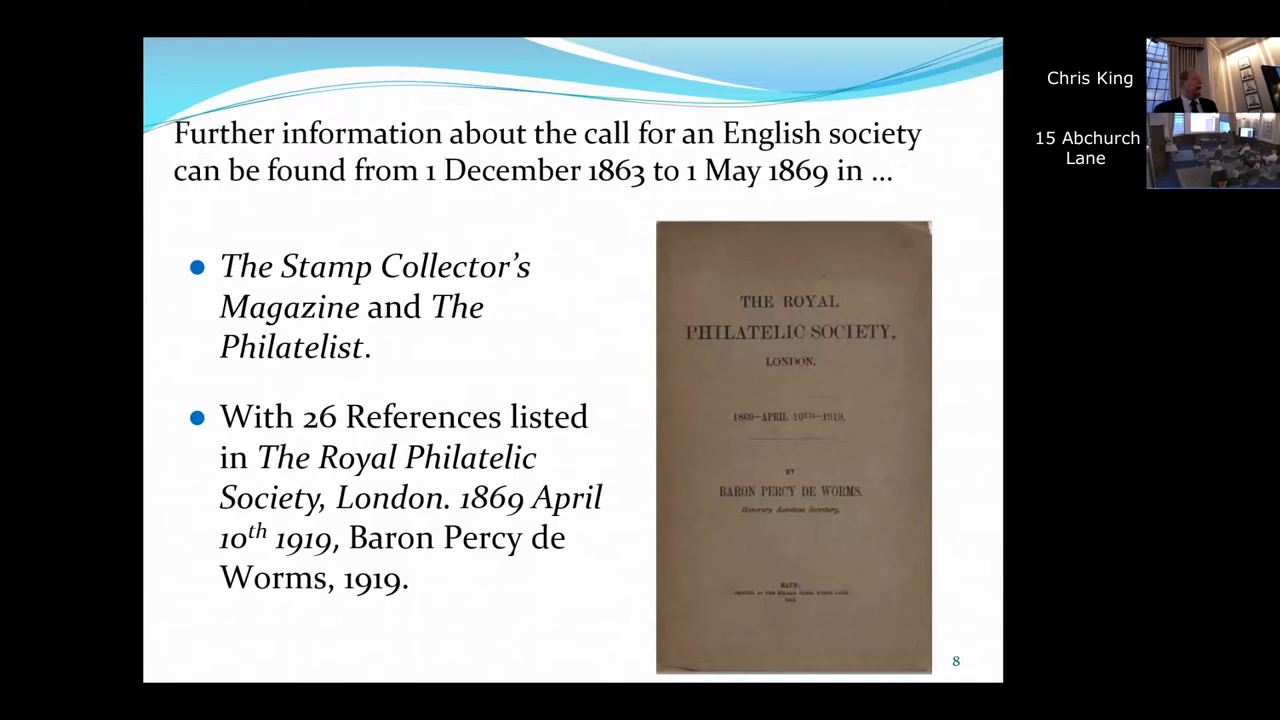 Further information about the call for an English society
can be found from 1 December 1863 to 1 May 1869 in ...
The Stamp Collector's
Magazine and The
Philatelist.
With 26 References listed
in The Royal Philatelic
Society, London. 1869 April
10th 1919, Baron Percy de
Worms, 1919.
THE ROYAL
PHILATELIC SOCIETY,
LONDON.
1869—APRIL 10TH—1919.
BY
BARON PERCY DE WORMS.
Honorary Assistant Secretary.
BATH:
8
Chris King
15 Abchurch
Lane